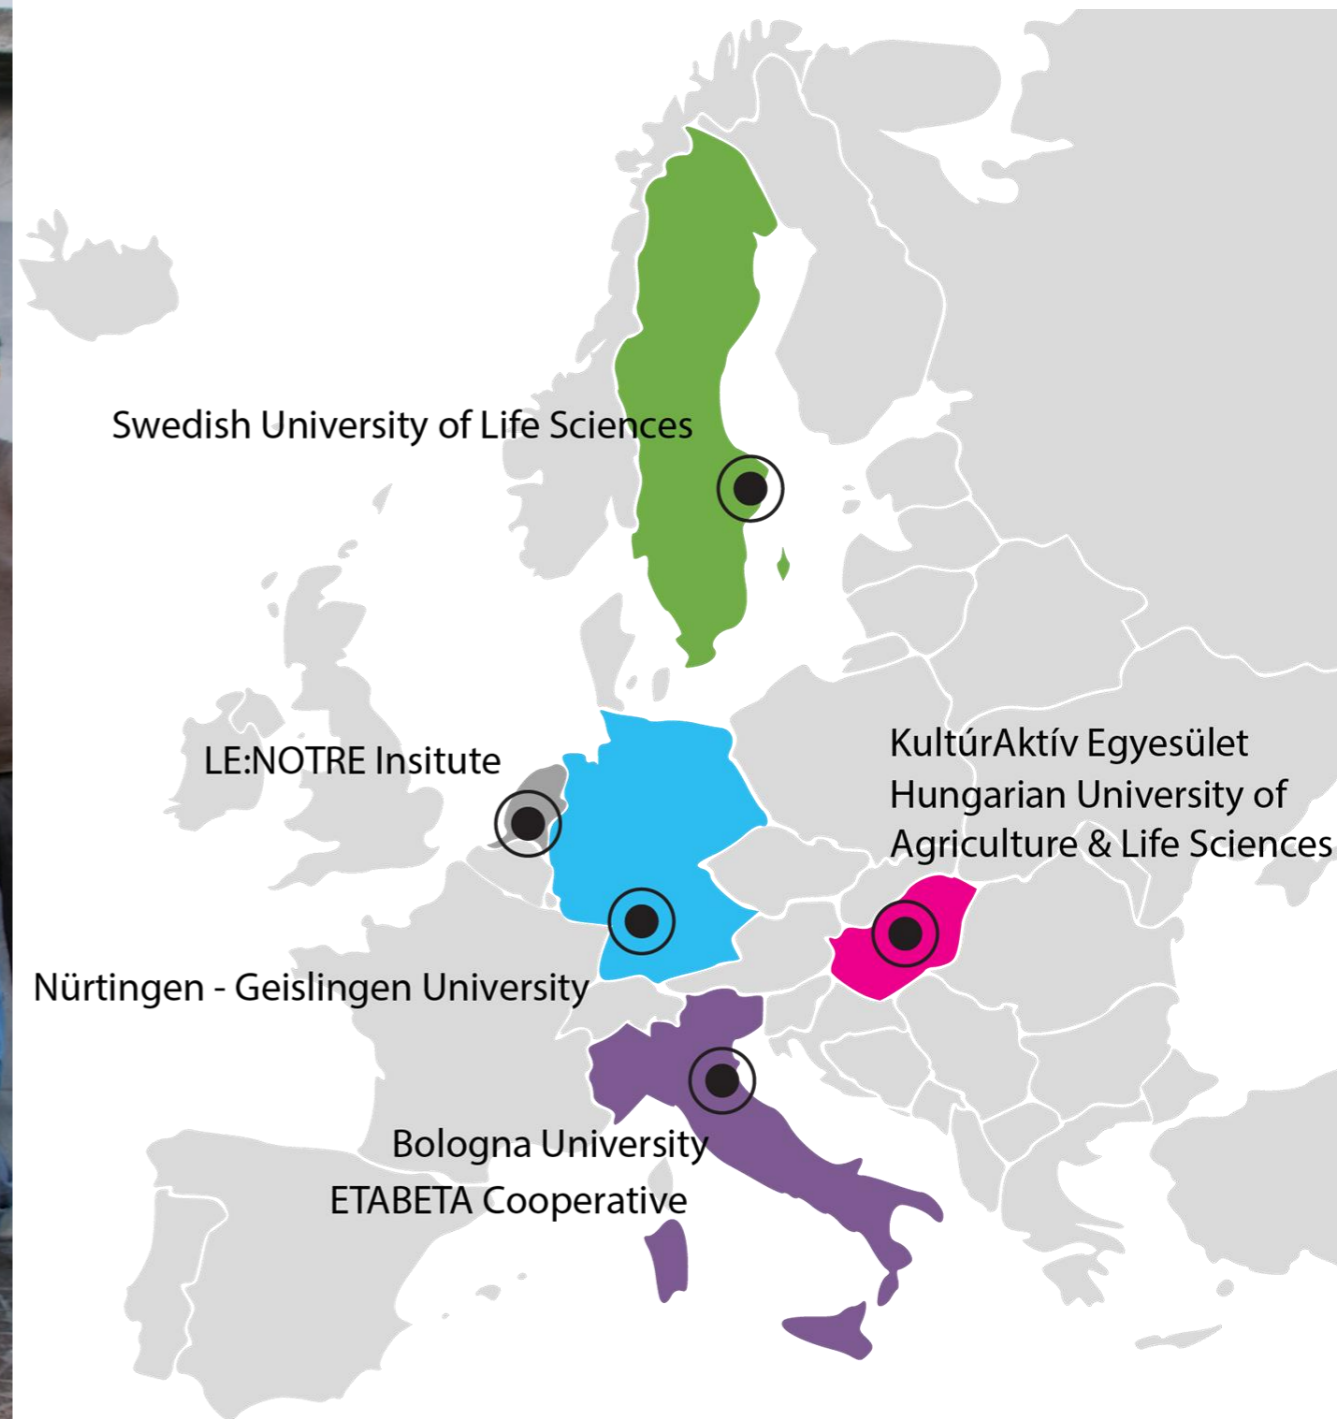 Swedish University of Life Sciences
LE:NOTRE Insitute
KultúrAktív Egyesület
Hungarian University of
Agriculture & Life Sciences
Nürtingen - Geislingen University
Bologna University
ETABETA Cooperative